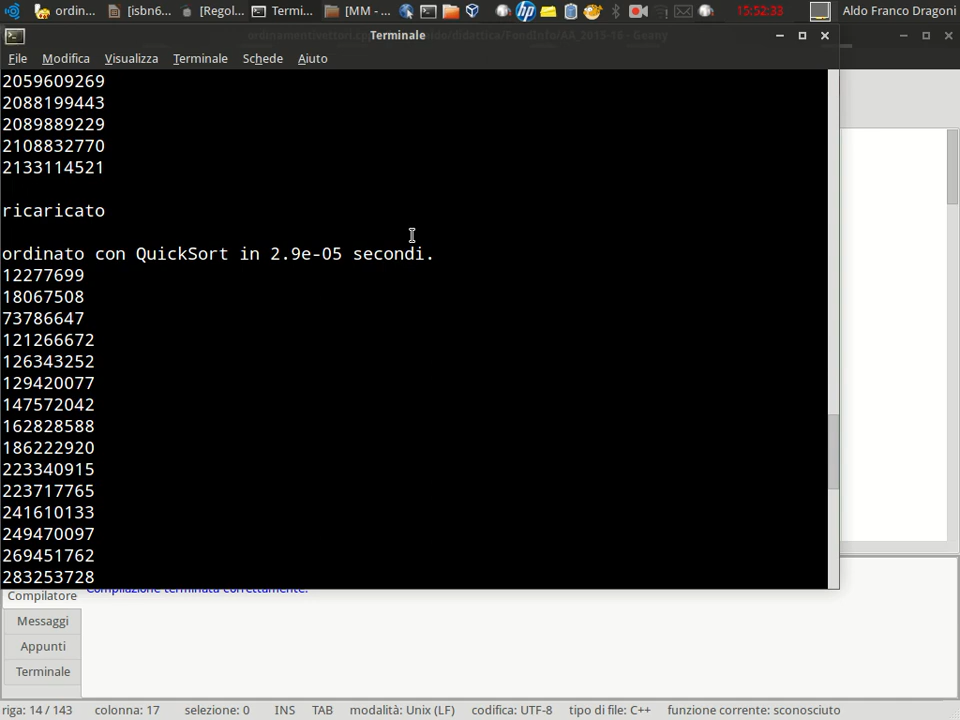 ordin...
[isbn6...
[Regol...
Termi...
[MM - ...
15:52:33
Aldo Franco Dragoni
Terminale
File
Modifica
Visualizza
Terminale
Schede
Aiuto
2059609269
2088199443
2089889229
2108832770
2133114521
ricaricato
ordinato con QuickSort in 2.9e-05 secondi.
12277699
18067508
73786647
121266672
126343252
129420077
147572042
162828588
186222920
223340915
223717765
241610133
249470097
269451762
283253728
Compilatore
Compilazione terminata correttamente.
Messaggi
Appunti
Terminale
riga: 14 / 143
colonna: 17
selezione: 0
INS
TAB
modalità: Unix (LF)
codifica: UTF-8
tipo di file: C++
funzione corrente: sconosciuto